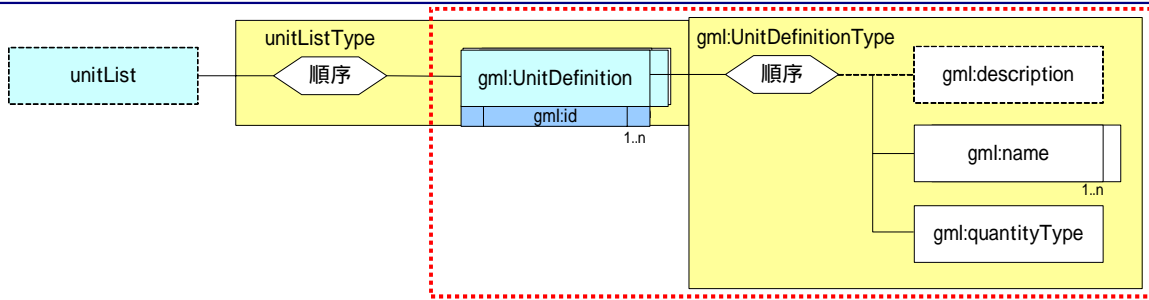 unitList
unitListType
順序
gml:UnitDefinition
gml:id
1..n
gml:UnitDefinitionType
順序
gml:description
gml:name
1..n
gml:quantityType